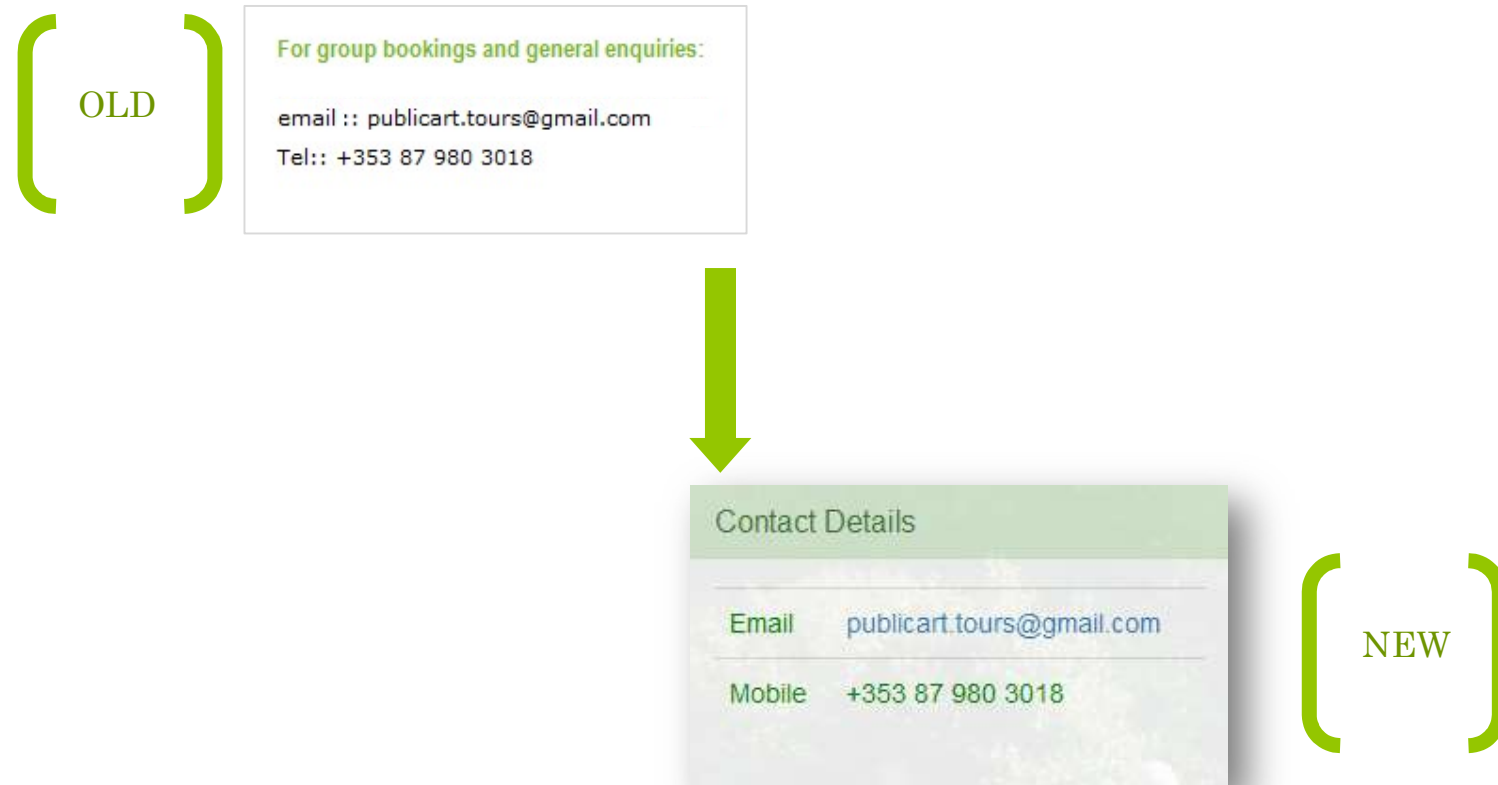 OLD
For group bookings and general enquiries:
email :: publicart.tours@gmail.com
Tel:: +353 87 980 3018
Contact Details
Email publicart.tours@gmail.com
Mobile +353 87 980 3018
NEW